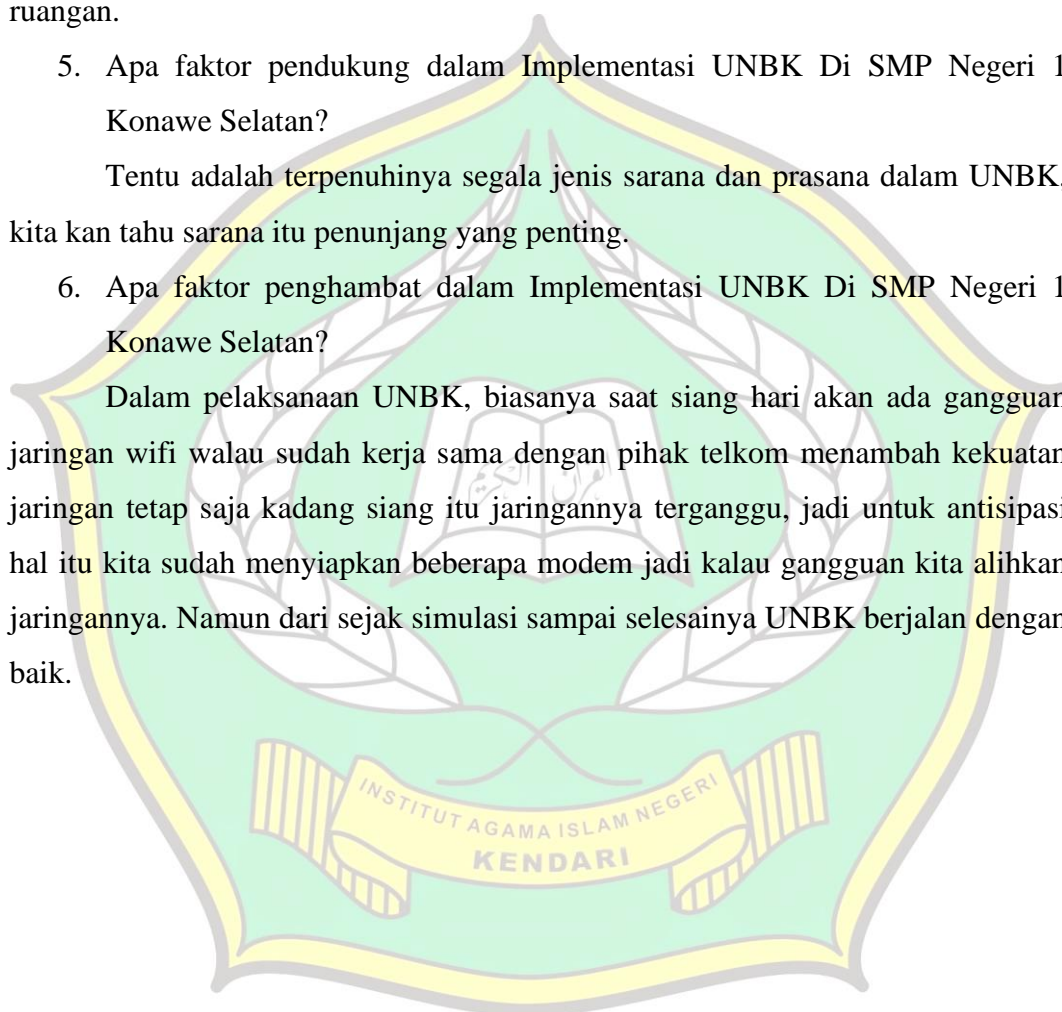 ruangan.
5. Apa faktor pendukung dalam Implementasi UNBK Di SMP Negeri 1
Konawe Selatan?
Tentu adalah terpenuhinya segala jenis sarana dan prasana dalam UNBK,
kita kan tahu sarana itu penunjang yang penting.
6. Apa faktor penghambat dalam Implementasi UNBK Di SMP Negeri 1
Konawe Selatan?
Dalam pelaksanaan UNBK, biasanya saat siang hari akan ada gangguan
jaringan wifi walau sudah kerja sama dengan pihak telkom menambah kekuatan
jaringan tetap saja kadang siang itu jaringannya terganggu, jadi untuk antisipasi
hal itu kita sudah menyiapkan beberapa modem jadi kalau gangguan kita alihkan
jaringannya. Namun dari sejak simulasi sampai selesainya UNBK berjalan dengan
baik.
القرآن الكريم
INSTITUT AGAMA ISLAM NEGERI
KENDARI